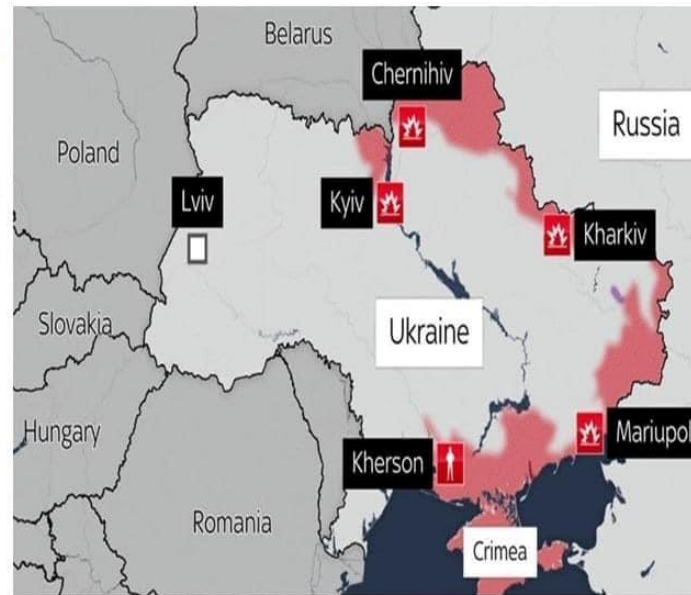 Belarus
Chernihiv
Russia
Poland
Lviv
Kyiv
Kharkiv
Slovakia
Ukraine
Hungary
Mariupol
Kherson
Romania
Crimea